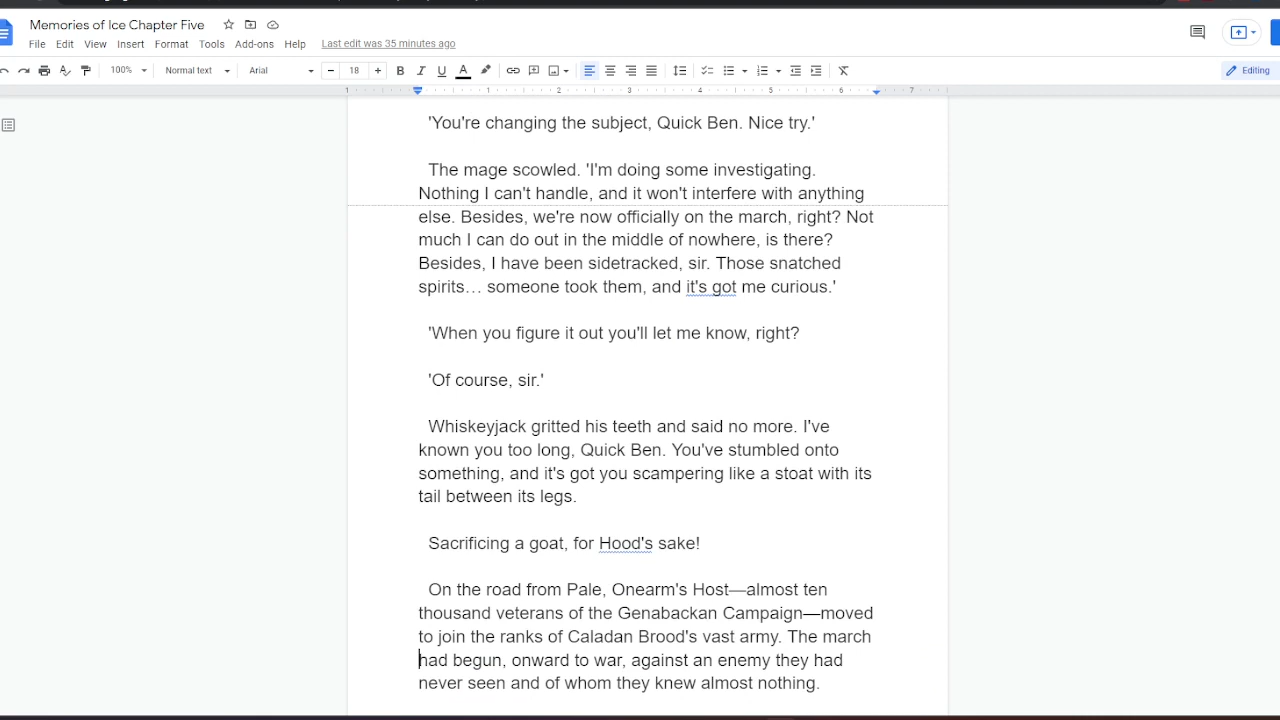 Memories of Ice Chapter Five
File Edit View Insert Format Tools Add-ons Help Last edit was 35 minutes ago
100% Normal text Arial 18 B I U A Editing
1 1 2 3 4 5 6 7
'You're changing the subject, Quick Ben. Nice try.'
The mage scowled. 'I'm doing some investigating.
Nothing I can't handle, and it won't interfere with anything
else. Besides, we're now officially on the march, right? Not
much I can do out in the middle of nowhere, is there?
Besides, I have been sidetracked, sir. Those snatched
spirits… someone took them, and it's got me curious.'
'When you figure it out you'll let me know, right?
'Of course, sir.'
Whiskeyjack gritted his teeth and said no more. I've
known you too long, Quick Ben. You've stumbled onto
something, and it's got you scampering like a stoat with its
tail between its legs.
Sacrificing a goat, for Hood's sake!
On the road from Pale, Onearm's Host—almost ten
thousand veterans of the Genabackan Campaign—moved
to join the ranks of Caladan Brood's vast army. The march
had begun, onward to war, against an enemy they had
never seen and of whom they knew almost nothing.